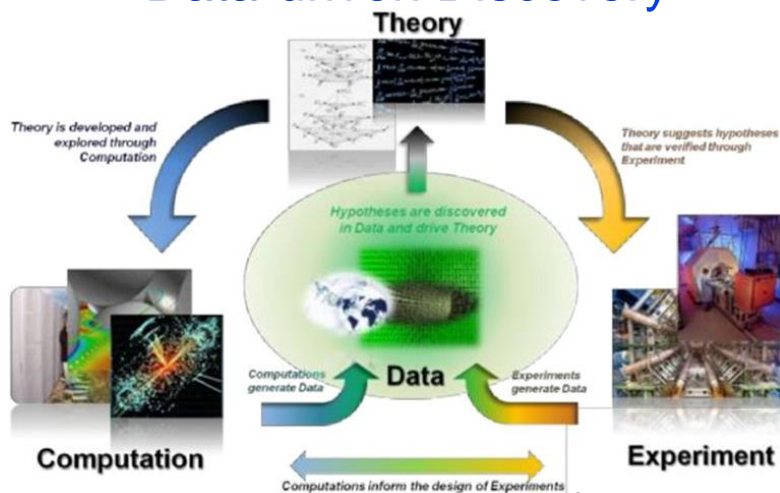 Theory
Theory is developed and
explored through
Computation
Theory suggests hypotheses
that are verified through
Experiment
Hypotheses are discovered
in Data and drive Theory
Computations
generate Data
Data
Experiments
generate Data
Computation
Experiment
Computations inform the design of Experiments